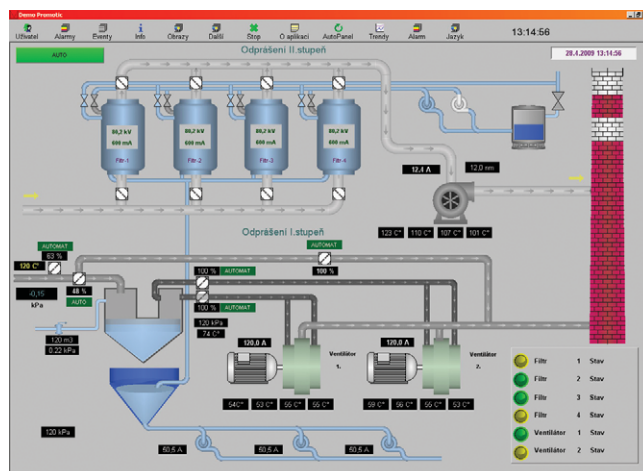 Demo Promotic
Uživatel Alarmy Eventy Info Obrazy Další Stop O aplikaci AutoPanel Trendy Alarm Jazyk 13:14:56
AUTO
Odprášení II.stupeň
28.4.2009 13:14:56
80,2 kV 80,2 kV 80,2 kV 80,2 kV
600 mA 600 mA 600 mA 600 mA
Filtr-1 Filtr-2 Filtr-3 Filtr-4
12,4 A 12,0 mm
123 C° 110 C° 107 C° 101 C°
Odprášení I.stupeň
AUTOMAT
63 %
120 C°
AUTOMAT
100 %
48 %
AUTO
100 % AUTOMAT
-0,15
kPa
100 % AUTOMAT
120 kPa
74 C°
120 m3
0.22 kPa
120,0 A 120,0 A
Ventilátor
1.
Ventilátor
2.
54C° 53 C° 55 C° 55 C° 59 C° 56 C° 55 C° 53 C°
120 kPa
50,5 A 50,5 A 50,5 A
Filtr 1 Stav
Filtr 2 Stav
Filtr 3 Stav
Filtr 4 Stav
Ventilátor 1 Stav
Ventilátor 2 Stav